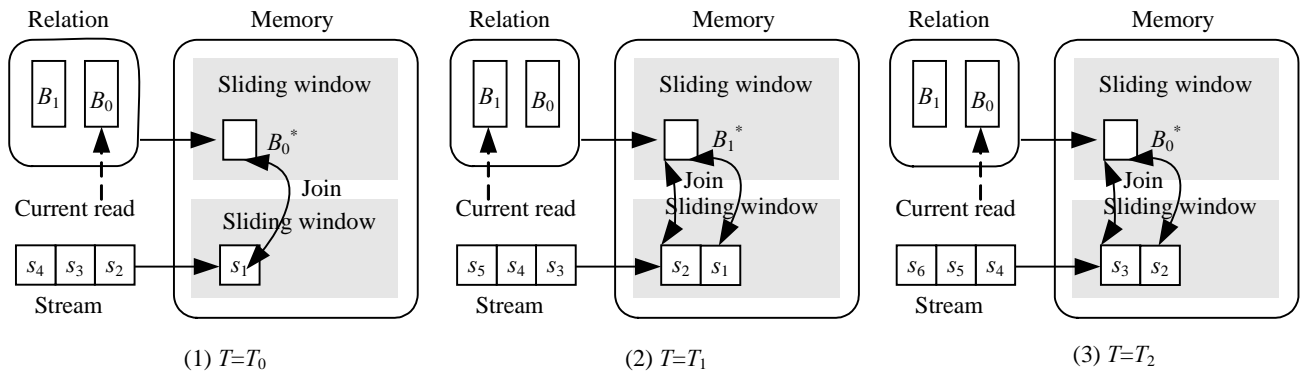 Relation Memory
Sliding window
B1 B0
B0*
Join
Current read
Sliding window
s4 s3 s2 s1
Stream
(1) T=T0
Relation Memory
Sliding window
B1 B0
B1*
Join
Current read
Sliding window
s5 s4 s3 s2 s1
Stream
(2) T=T1
Relation Memory
Sliding window
B1 B0
B0*
Join
Current read
Sliding window
s6 s5 s4 s3 s2
Stream
(3) T=T2